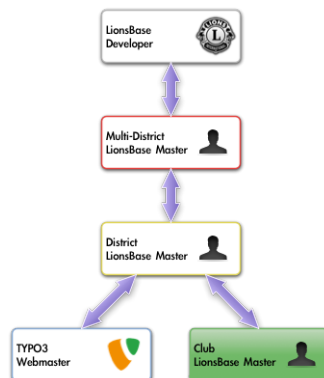 LionsBase
Developer
L
Multi-District
LionsBase Master
District
LionsBase Master
TYPO3
Webmaster
Club
LionsBase Master